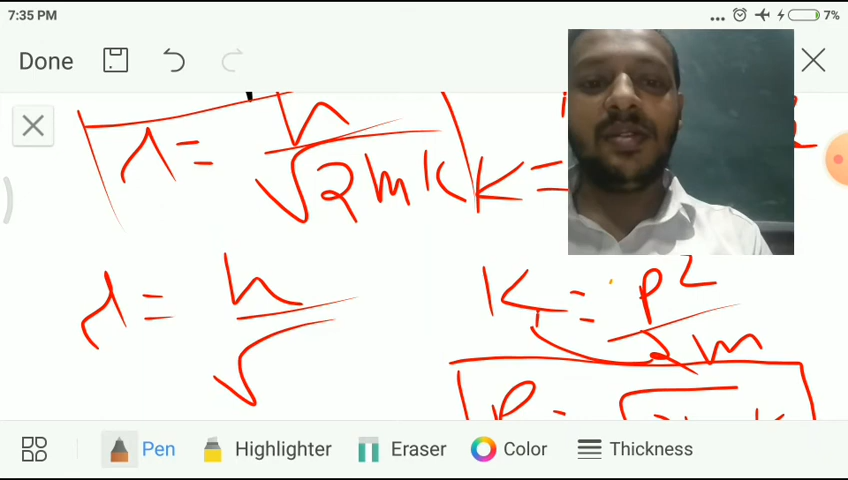 7:35 PM ... 7%
Done
λ = h / √2mK
K =
λ = h / √
K = p² / 2m
P =
Pen Highlighter Eraser Color Thickness